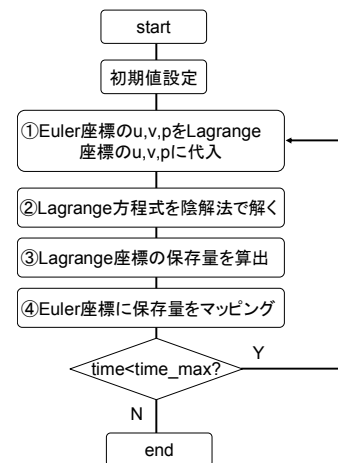 start
初期値設定
①Euler座標のu,v,pをLagrange
座標のu,v,pに代入
②Lagrange方程式を陰解法で解く
③Lagrange座標の保存量を算出
④Euler座標に保存量をマッピング
time<time_max?
Y
N
end